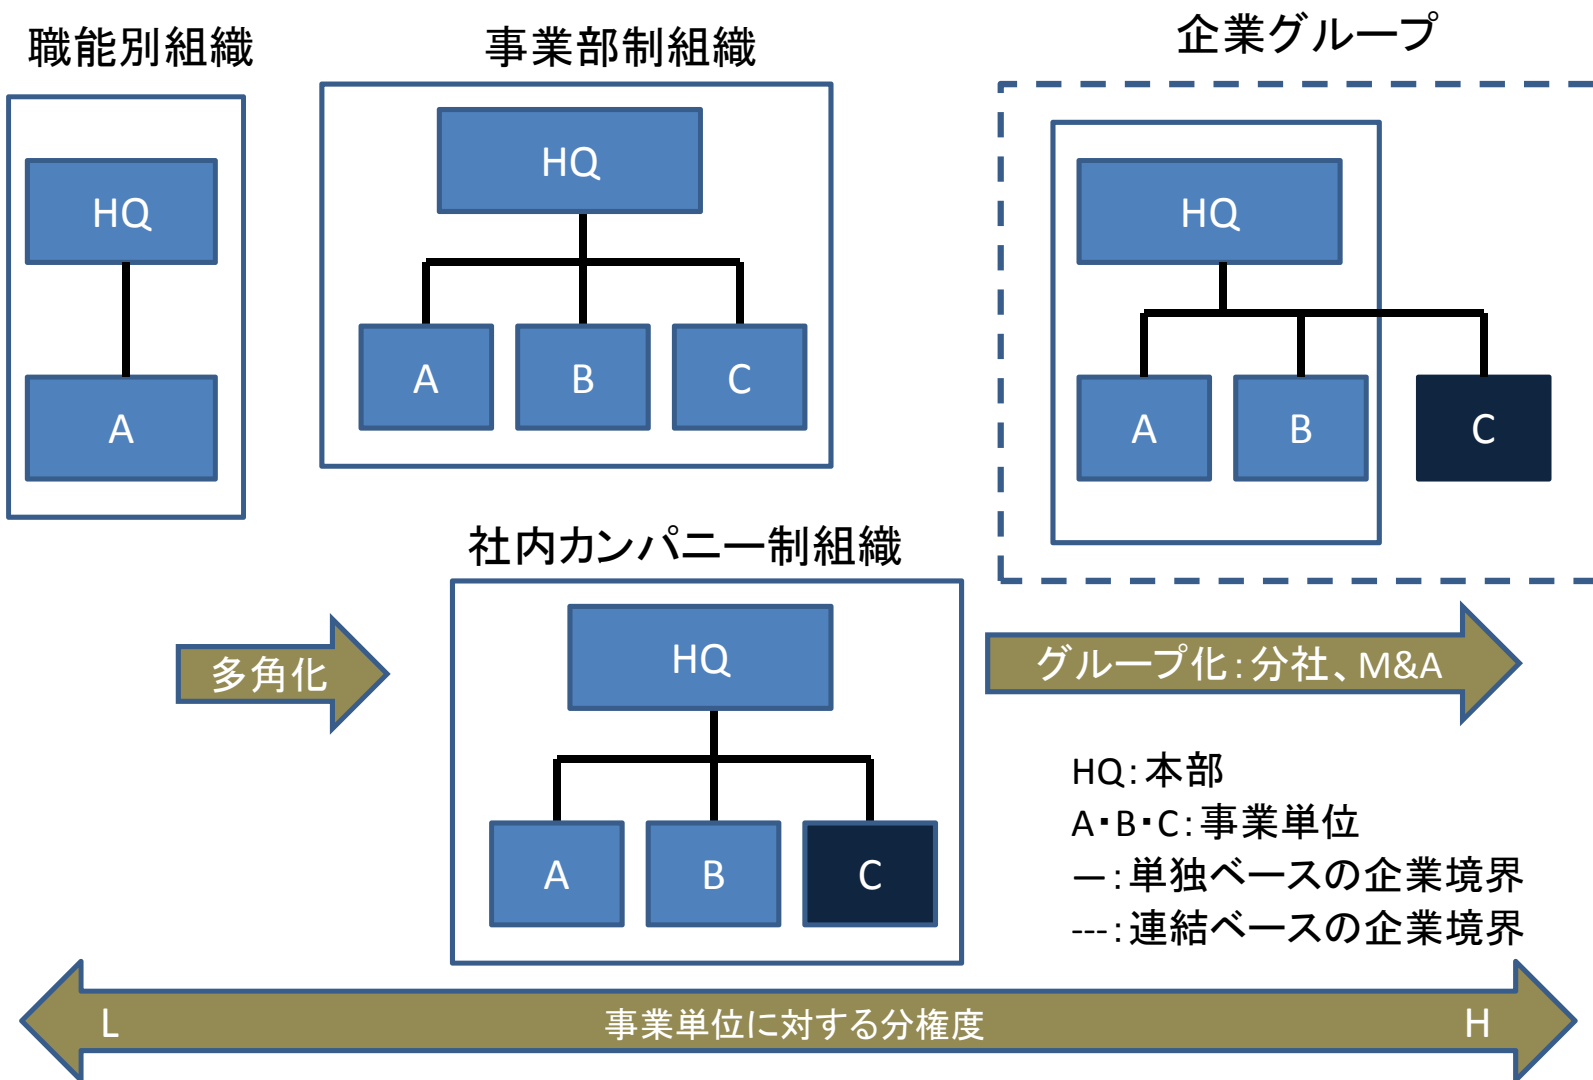 職能別組織
HQ
A
事業部制組織
HQ
A
B
C
企業グループ
HQ
A
B
C
社内カンパニー制組織
HQ
A
B
C
多角化
グループ化：分社、M&A
HQ：本部
A・B・C：事業単位
－：単独ベースの企業境界
---：連結ベースの企業境界
L
事業単位に対する分権度
H